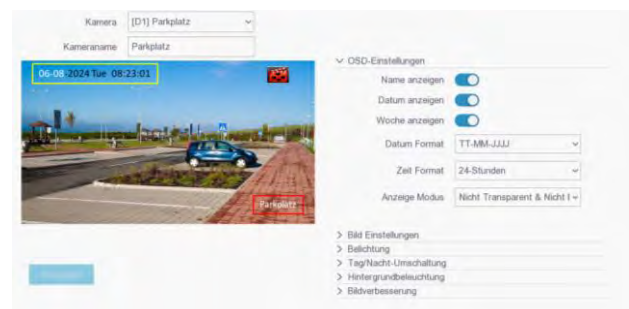 Kamera [D1] Parkplatz
Kameraname Parkplatz
06-08-2024 Tue 08:23:01
Parkplatz
OSD-Einstellungen
Name anzeigen
Datum anzeigen
Woche anzeigen
Datum Format TT-MM-JJJJ
Zeit Format 24-Stunden
Anzeige Modus Nicht Transparent & Nicht
Bild Einstellungen
Belichtung
Tag/Nacht-Umschaltung
Hintergrundbeleuchtung
Bildverbesserung